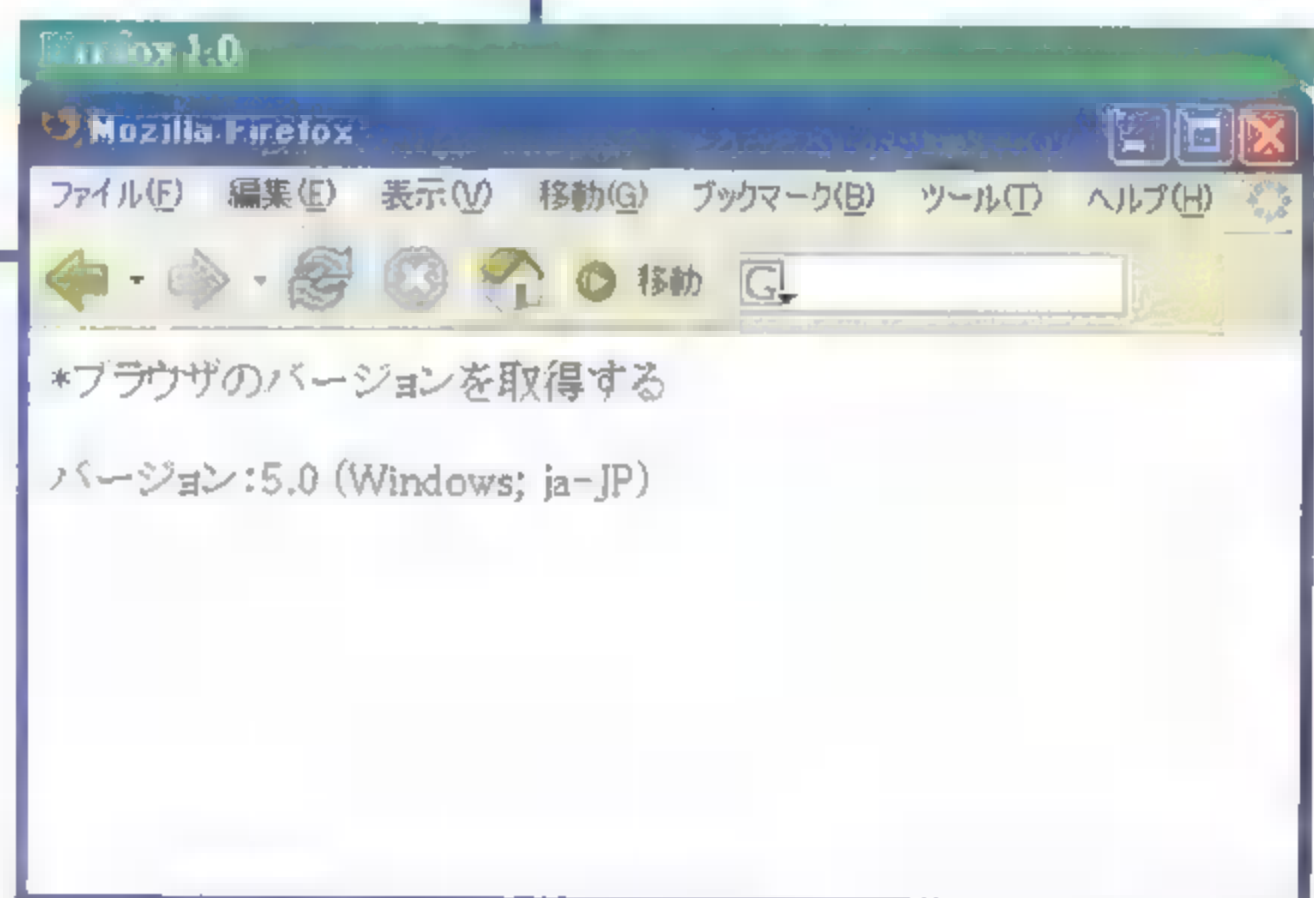 Firefox 1.0
Mozilla Firefox
ファイル(F) 編集(E) 表示(V) 移動(G) ブックマーク(B) ツール(T) ヘルプ(H)
移動 G
*ブラウザのバージョンを取得する
バージョン:5.0 (Windows; ja-JP)